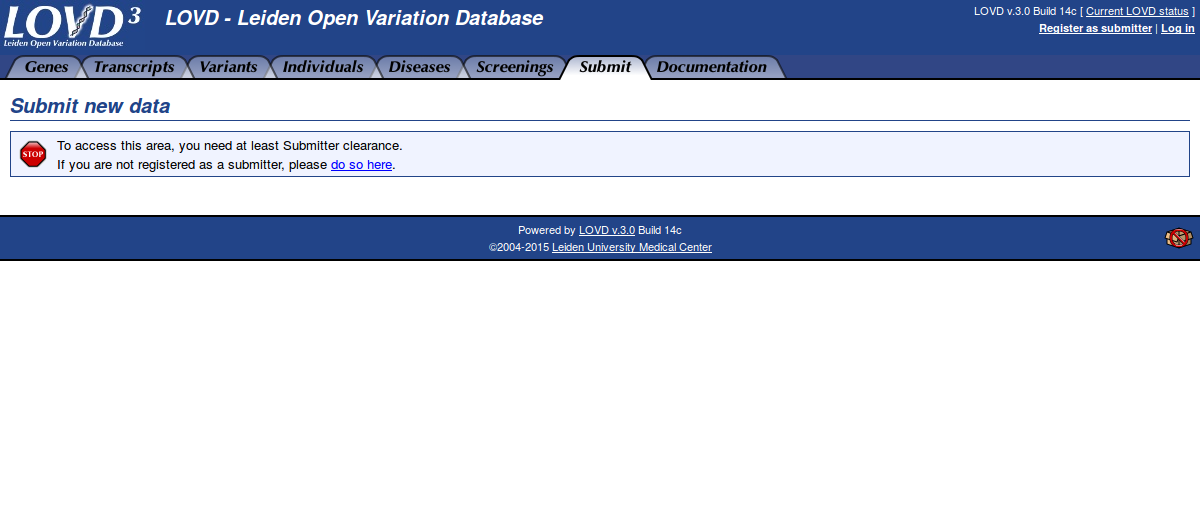 LOVD 3
Leiden Open Variation Database
LOVD - Leiden Open Variation Database
LOVD v.3.0 Build 14c [ Current LOVD status ]
Register as submitter | Log in
Genes Transcripts Variants Individuals Diseases Screenings Submit Documentation
Submit new data
STOP
To access this area, you need at least Submitter clearance.
If you are not registered as a submitter, please do so here.
Powered by LOVD v.3.0 Build 14c
©2004-2015 Leiden University Medical Center